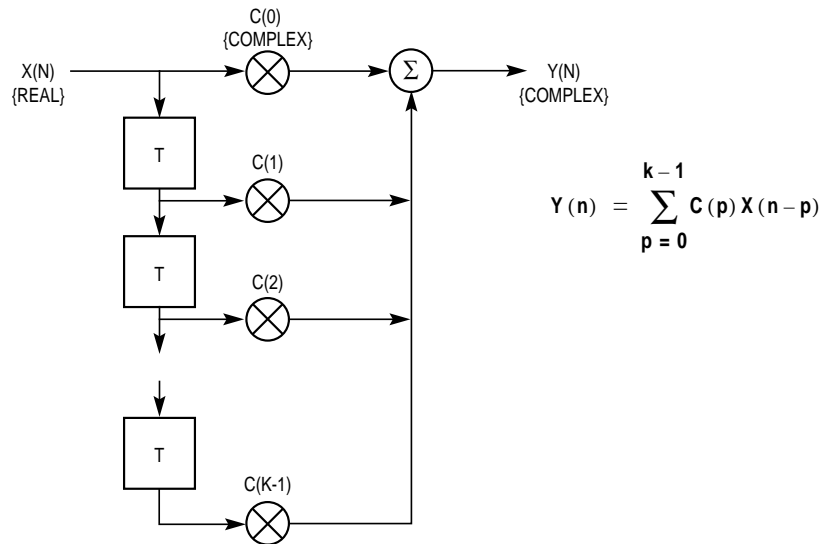 C(0)
{COMPLEX}
X(N)
{REAL}
Σ
Y(N)
{COMPLEX}
T
C(1)
T
C(2)
T
C(K-1)
k – 1
Y (n) = ∑ C (p) X (n – p)
p = 0